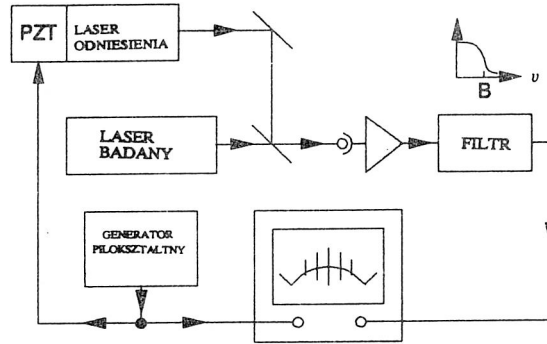 PZT
LASER
ODNIESIENIA
LASER
BADANY
GENERATOR
PIŁOKSZTAŁTNY
FILTR
B
υ